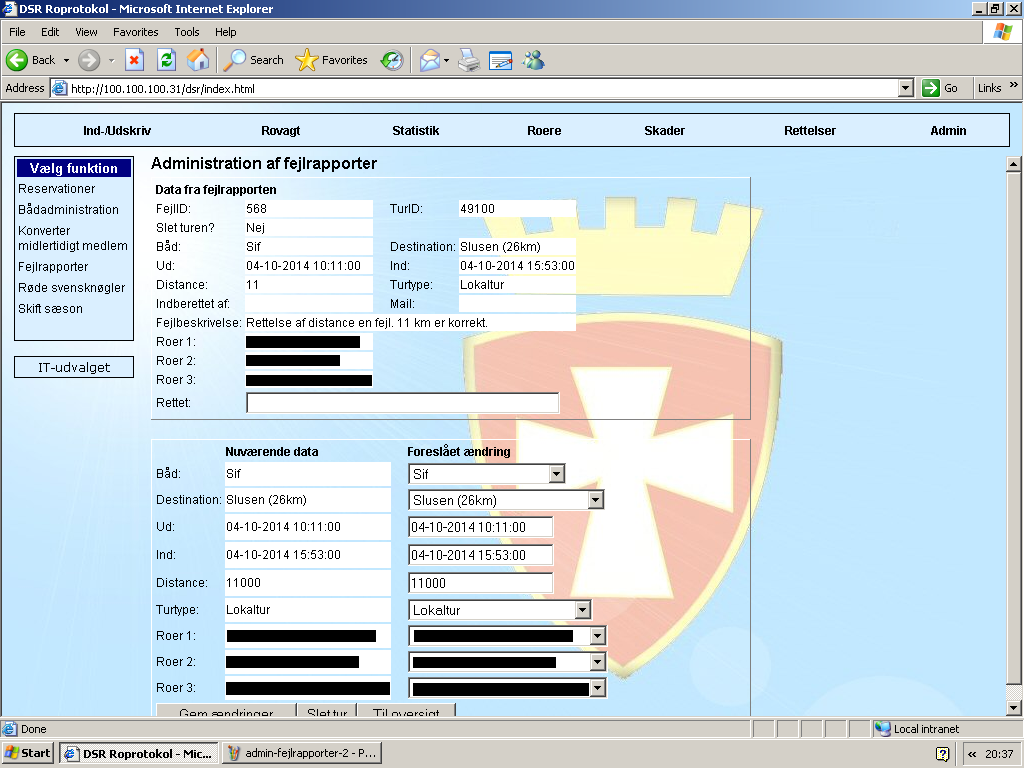 DSR Roprotokol - Microsoft Internet Explorer
File Edit View Favorites Tools Help
Back Search Favorites
Address http://100.100.100.31/dsr/index.html Go Links »
Ind-/Udskriv Rovagt Statistik Roere Skader Rettelser Admin
Vælg funktion
Reservationer
Bådadministration
Konverter
midlertidigt medlem
Fejlrapporter
Røde svensknøgler
Skift sæson
IT-udvalget
Administration af fejlrapporter
Data fra fejlrapporten
FejlID: 568 TurID: 49100
Slet turen? Nej
Båd: Sif Destination: Slusen (26km)
Ud: 04-10-2014 10:11:00 Ind: 04-10-2014 15:53:00
Distance: 11 Turtype: Lokaltur
Indberettet af: Mail:
Fejlbeskrivelse: Rettelse af distance en fejl. 11 km er korrekt.
Roer 1:
Roer 2:
Roer 3:
Rettet:
Nuværende data Foreslået ændring
Båd: Sif Sif
Destination: Slusen (26km) Slusen (26km)
Ud: 04-10-2014 10:11:00 04-10-2014 10:11:00
Ind: 04-10-2014 15:53:00 04-10-2014 15:53:00
Distance: 11000 11000
Turtype: Lokaltur Lokaltur
Roer 1:
Roer 2:
Roer 3:
Gem ændringer Slet tur Til oversigt
Done Local intranet
Start DSR Roprotokol - Mic... admin-fejlrapporter-2 - P... « 20:37